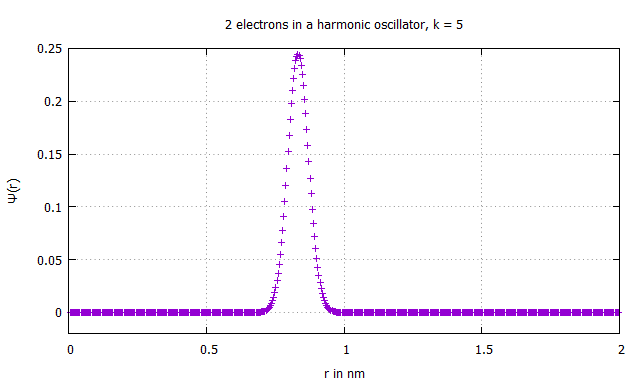 2 electrons in a harmonic oscillator, k = 5
0.25
0.2
0.15
0.1
0.05
0
Ψ(r)
0 0.5 1 1.5 2
r in nm